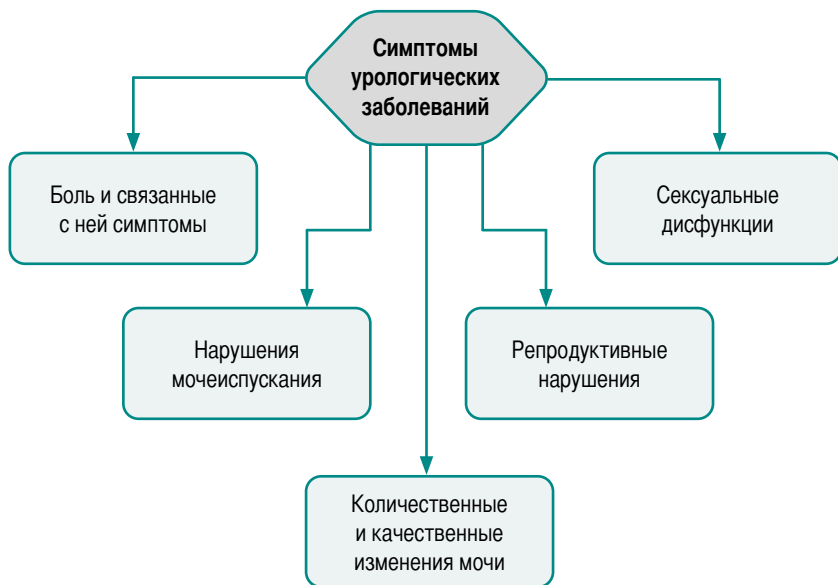 Симптомы
урологических
заболеваний
Боль и связанные
с ней симптомы
Сексуальные
дисфункции
Нарушения
мочеиспускания
Репродуктивные
нарушения
Количественные
и качественные
изменения мочи